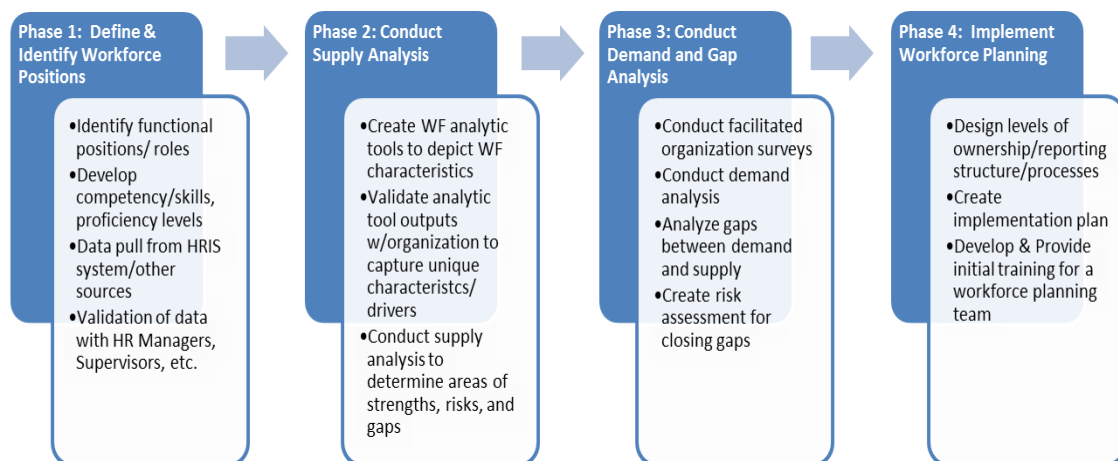 Phase 1:  Define &
Identify Workforce
Positions
•Identify functional
positions/ roles
•Develop
competency/skills,
proficiency levels
•Data pull from HRIS
system/other
sources
•Validation of data
with HR Managers,
Supervisors, etc.
Phase 2: Conduct
Supply Analysis
•Create WF analytic
tools to depict WF
characteristics
•Validate analytic
tool outputs
w/organization to
capture unique
characteristcs/
drivers
•Conduct supply
analysis to
determine areas of
strengths, risks, and
gaps
Phase 3: Conduct
Demand and Gap
Analysis
•Conduct facilitated
organization surveys
•Conduct demand
analysis
•Analyze gaps
between demand
and supply
•Create risk
assessment for
closing gaps
Phase 4:  Implement
Workforce Planning
•Design levels of
ownership/reporting
structure/processes
•Create
implementation plan
•Develop & Provide
initial training for a
workforce planning
team